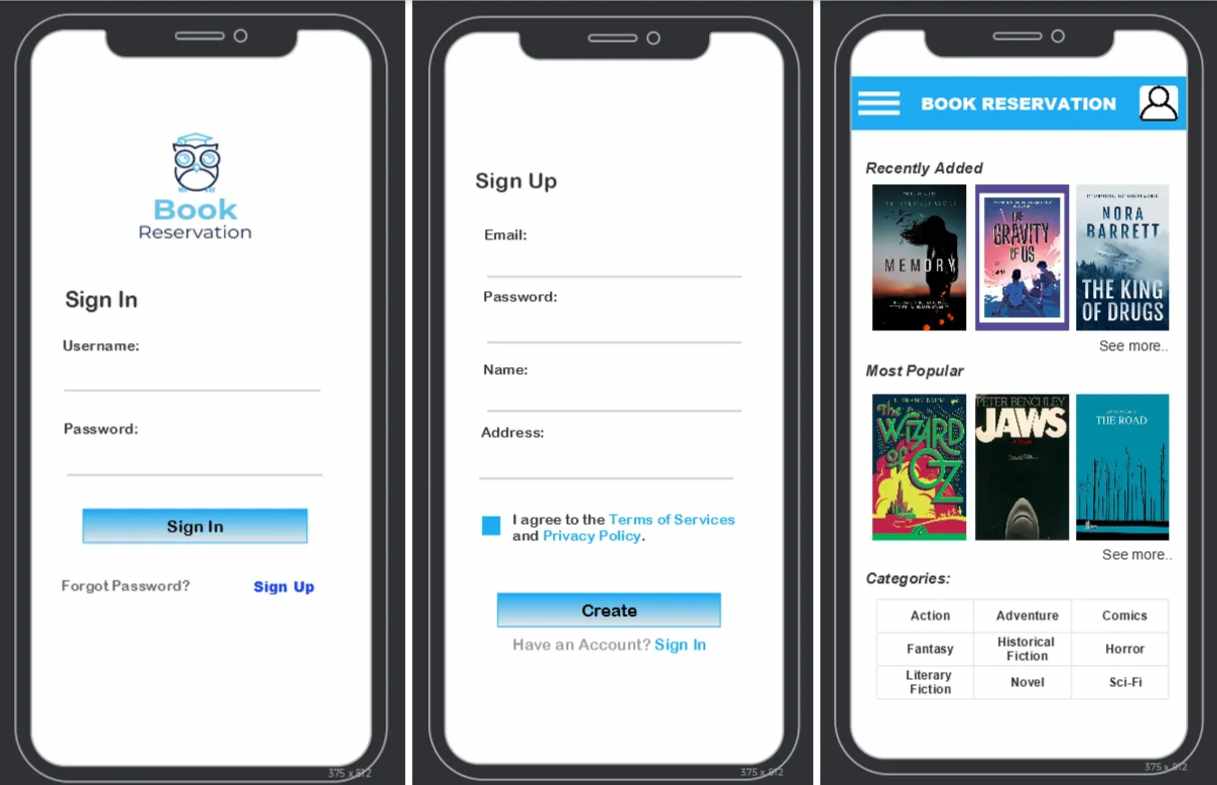 Book
Reservation
Sign In
Username:
Password:
Sign In
Forgot Password?
Sign Up
375 x 812
Sign Up
Email:
Password:
Name:
Address:
I agree to the Terms of Services
and Privacy Policy.
Create
Have an Account? Sign In
375 x 812
BOOK RESERVATION
Recently Added
MEMORY
THE
GRAVITY
OF US
NORA
BARRETT
THE KING
OF DRUGS
See more..
Most Popular
The
WIZARD
OF
OZ
PETER BENCHLEY
JAWS
THE ROAD
See more..
Categories:
Action
Adventure
Comics
Fantasy
Historical
Fiction
Horror
Literary
Fiction
Novel
Sci-Fi
375 x 812